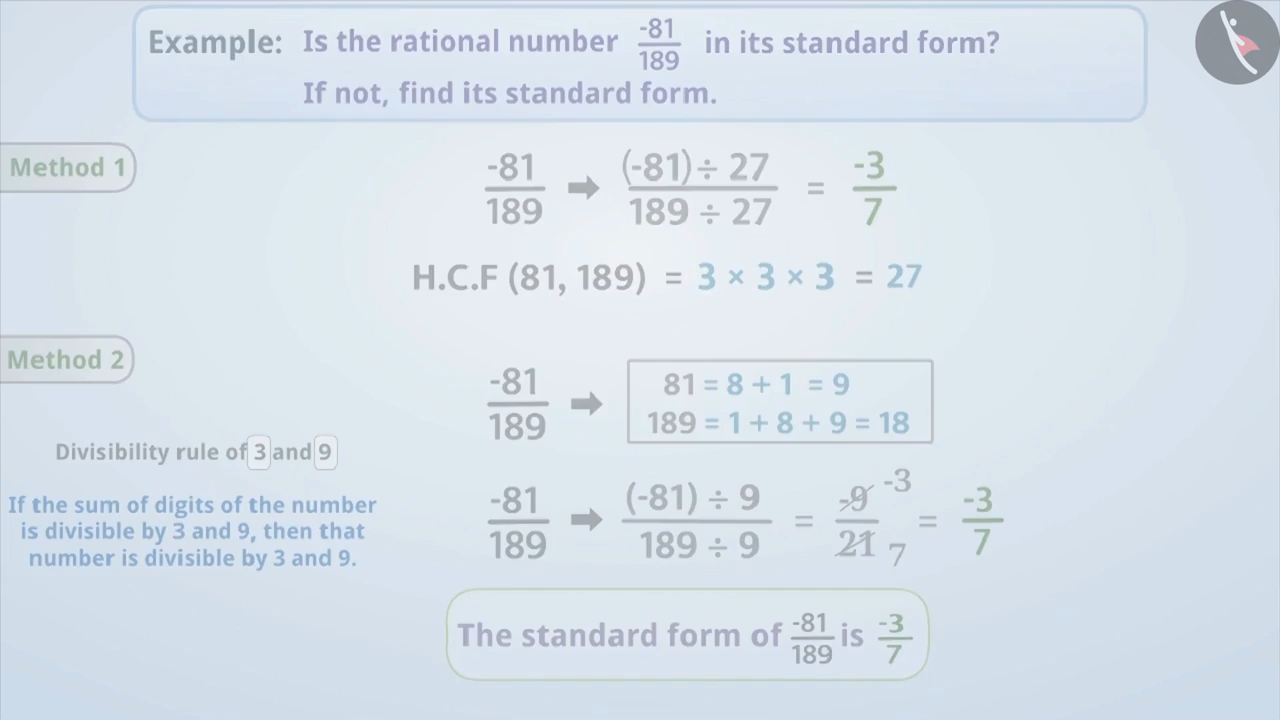 Example: Is the rational number -81/189 in its standard form?
If not, find its standard form.
Method 1
-81/189 ➡ (-81) ÷ 27 / 189 ÷ 27 = -3/7
H.C.F (81, 189) = 3 × 3 × 3 = 27
Method 2
-81/189 ➡ 81 = 8 + 1 = 9
189 = 1 + 8 + 9 = 18
Divisibility rule of 3 and 9
If the sum of digits of the number
is divisible by 3 and 9, then that
number is divisible by 3 and 9.
-81/189 ➡ (-81) ÷ 9 / 189 ÷ 9 = -9/21 -3/7 = -3/7
The standard form of -81/189 is -3/7